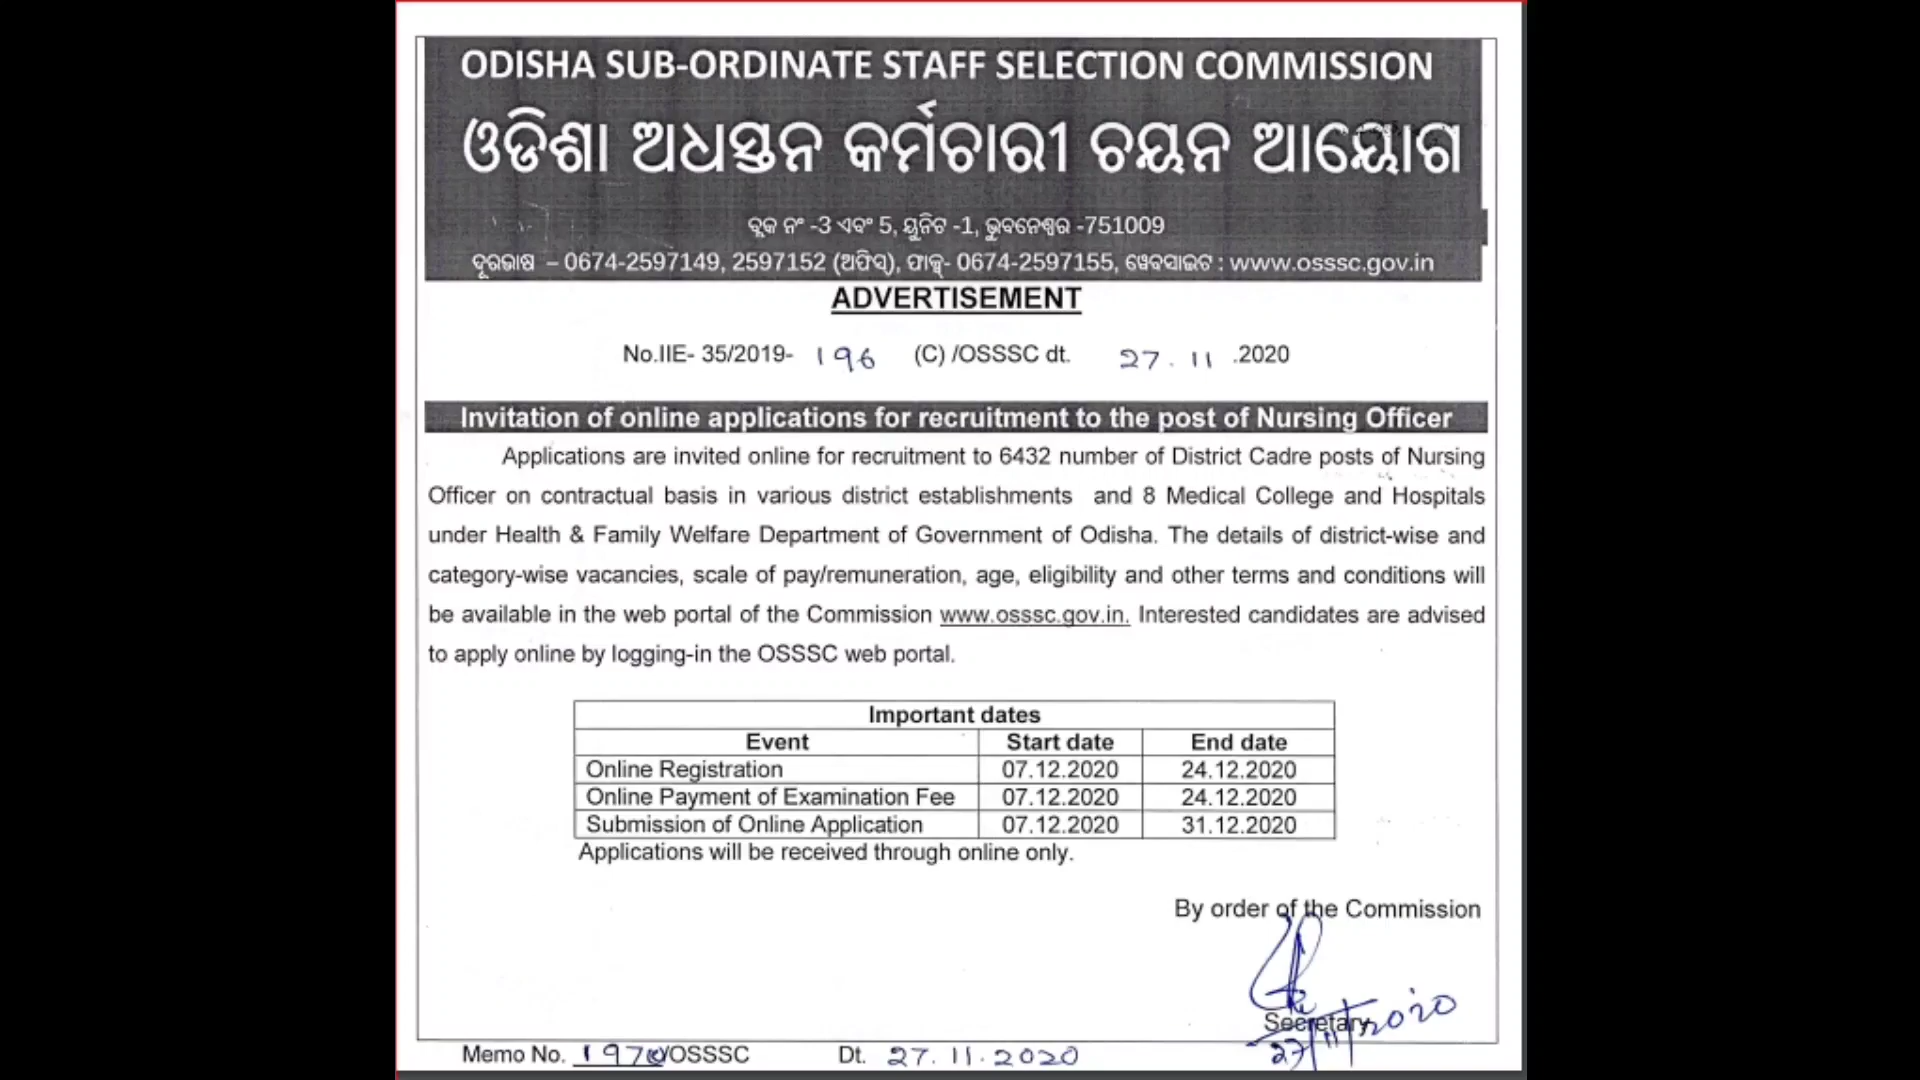 ODISHA SUB-ORDINATE STAFF SELECTION COMMISSION
ଓଡିଶା ଅଧସ୍ତନ କର୍ମଚାରୀ ଚୟନ ଆୟୋଗ
ବ୍ଲକ ନଂ -3 ଏବଂ 5, ୟୁନିଟ -1, ଭୁବନେଶ୍ୱର -751009
ଦୂରଭାଷ – 0674-2597149, 2597152 (ଅଫିସ୍), ଫାକ୍ସ- 0674-2597155, ୱେବସାଇଟ : www.osssc.gov.in
ADVERTISEMENT
No.IIE- 35/2019- 196 (C) /OSSSC dt. 27.11 .2020
Invitation of online applications for recruitment to the post of Nursing Officer
Applications are invited online for recruitment to 6432 number of District Cadre posts of Nursing
Officer on contractual basis in various district establishments and 8 Medical College and Hospitals
under Health & Family Welfare Department of Government of Odisha. The details of district-wise and
category-wise vacancies, scale of pay/remuneration, age, eligibility and other terms and conditions will
be available in the web portal of the Commission www.osssc.gov.in. Interested candidates are advised
to apply online by logging-in the OSSSC web portal.
Important dates
Event Start date End date
Online Registration 07.12.2020 24.12.2020
Online Payment of Examination Fee 07.12.2020 24.12.2020
Submission of Online Application 07.12.2020 31.12.2020
Applications will be received through online only.
By order of the Commission
Secretary
27/11/2020
Memo No. /OSSSC Dt. 27.11.2020